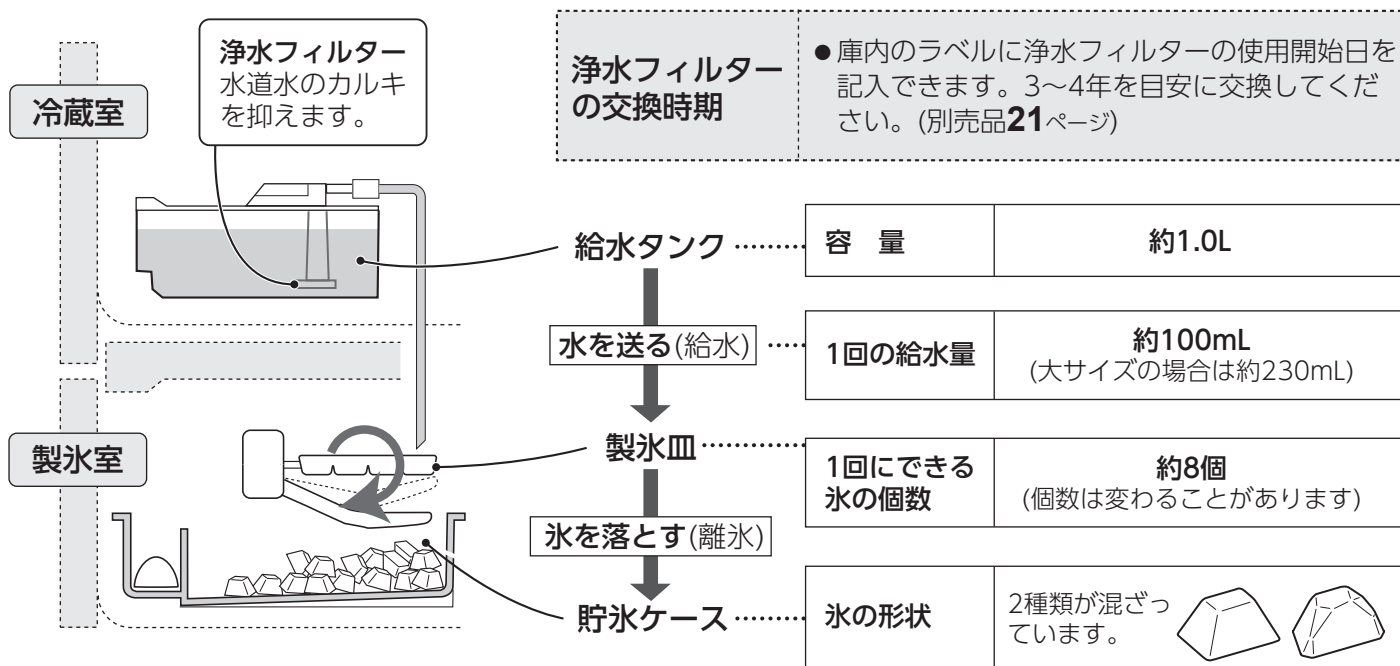 浄水フィルター
水道水のカルキ
を抑えます。
冷蔵室
浄水フィルター
の交換時期
●庫内のラベルに浄水フィルターの使用開始日を
記入できます。3〜4年を目安に交換してくだ
さい。(別売品21ページ)
給水タンク
容 量
約1.0L
水を送る(給水)
1回の給水量
約100mL
(大サイズの場合は約230mL)
製氷室
製氷皿
1回にできる
氷の個数
約8個
(個数は変わることがあります)
氷を落とす(離氷)
貯氷ケース
氷の形状
2種類が混ざっ
ています。